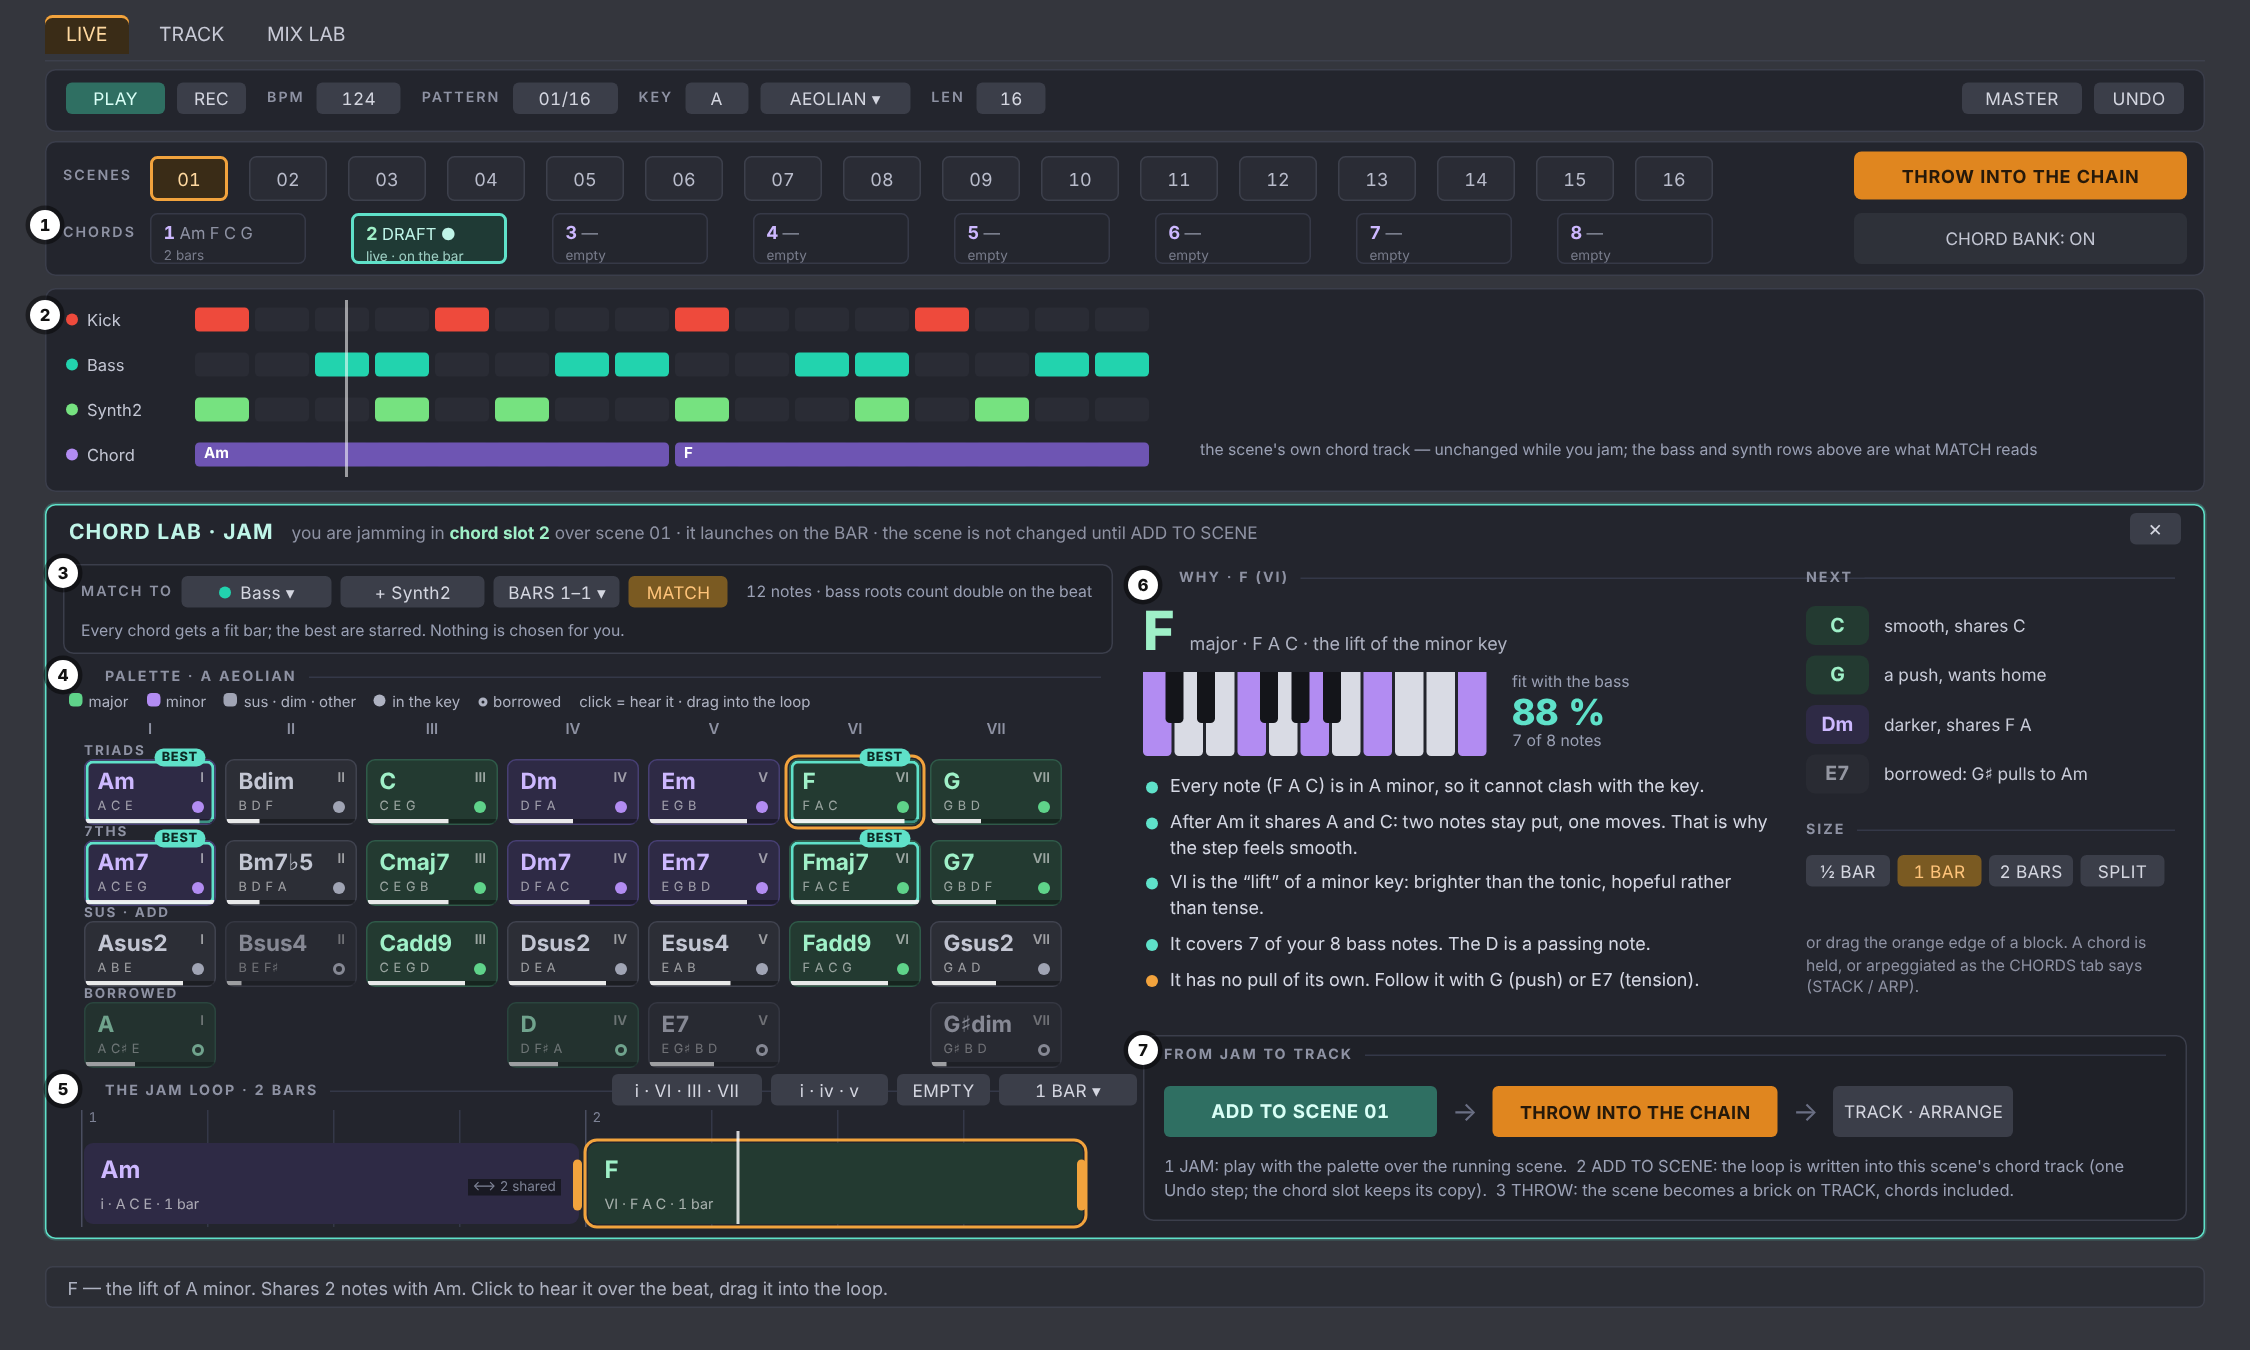 LIVE TRACK MIX LAB
PLAY REC BPM 124 PATTERN 01/16 KEY A AEOLIAN ▾ LEN 16 MASTER UNDO
SCENES 01 02 03 04 05 06 07 08 09 10 11 12 13 14 15 16 THROW INTO THE CHAIN
1 CHORDS 1 Am F C G 2 DRAFT 3 — 4 — 5 — 6 — 7 — 8 — CHORD BANK: ON
2 bars live · on the bar empty empty empty empty empty empty
2 Kick
Bass
Synth2
Chord Am F the scene's own chord track — unchanged while you jam; the bass and synth rows above are what MATCH reads
CHORD LAB · JAM you are jamming in chord slot 2 over scene 01 · it launches on the BAR · the scene is not changed until ADD TO SCENE ✕
3 MATCH TO Bass ▾ + Synth2 BARS 1–1 ▾ MATCH 12 notes · bass roots count double on the beat
Every chord gets a fit bar; the best are starred. Nothing is chosen for you.
4 PALETTE · A AEOLIAN
major minor sus · dim · other in the key borrowed click = hear it · drag into the loop
I II III IV V VI VII
TRIADS BEST BEST
Am I Bdim II C III Dm IV Em V F VI G VII
A C E B D F C E G D F A E G B F A C G B D
7THS BEST BEST
Am7 I Bm7♭5 II Cmaj7 III Dm7 IV Em7 V Fmaj7 VI G7 VII
A C E G B D F A C E G B D F A C E G B D F A C E G B D F
SUS · ADD
Asus2 I Bsus4 II Cadd9 III Dsus2 IV Esus4 V Fadd9 VI Gsus2 VII
A B E B E F♯ C E G D D E A E A B F A C G G A D
BORROWED
A I D IV E7 V G♯dim VII
A C♯ E D F♯ A E G♯ B D G♯ B D
5 THE JAM LOOP · 2 BARS i · VI · III · VII i · iv · v EMPTY 1 BAR ▾
1 2
Am F
↔ 2 shared
i · A C E · 1 bar VI · F A C · 1 bar
6 WHY · F (VI)
F major · F A C · the lift of the minor key
fit with the bass
88 %
7 of 8 notes
Every note (F A C) is in A minor, so it cannot clash with the key.
After Am it shares A and C: two notes stay put, one moves. That is why
the step feels smooth.
VI is the “lift” of a minor key: brighter than the tonic, hopeful rather
than tense.
It covers 7 of your 8 bass notes. The D is a passing note.
It has no pull of its own. Follow it with G (push) or E7 (tension).
NEXT
C smooth, shares C
G a push, wants home
Dm darker, shares F A
E7 borrowed: G♯ pulls to Am
SIZE
½ BAR 1 BAR 2 BARS SPLIT
or drag the orange edge of a block. A chord is
held, or arpeggiated as the CHORDS tab says
(STACK / ARP).
7 FROM JAM TO TRACK
ADD TO SCENE 01 → THROW INTO THE CHAIN → TRACK · ARRANGE
1 JAM: play with the palette over the running scene. 2 ADD TO SCENE: the loop is written into this scene's chord track (one
Undo step; the chord slot keeps its copy). 3 THROW: the scene becomes a brick on TRACK, chords included.
F — the lift of A minor. Shares 2 notes with Am. Click to hear it over the beat, drag it into the loop.